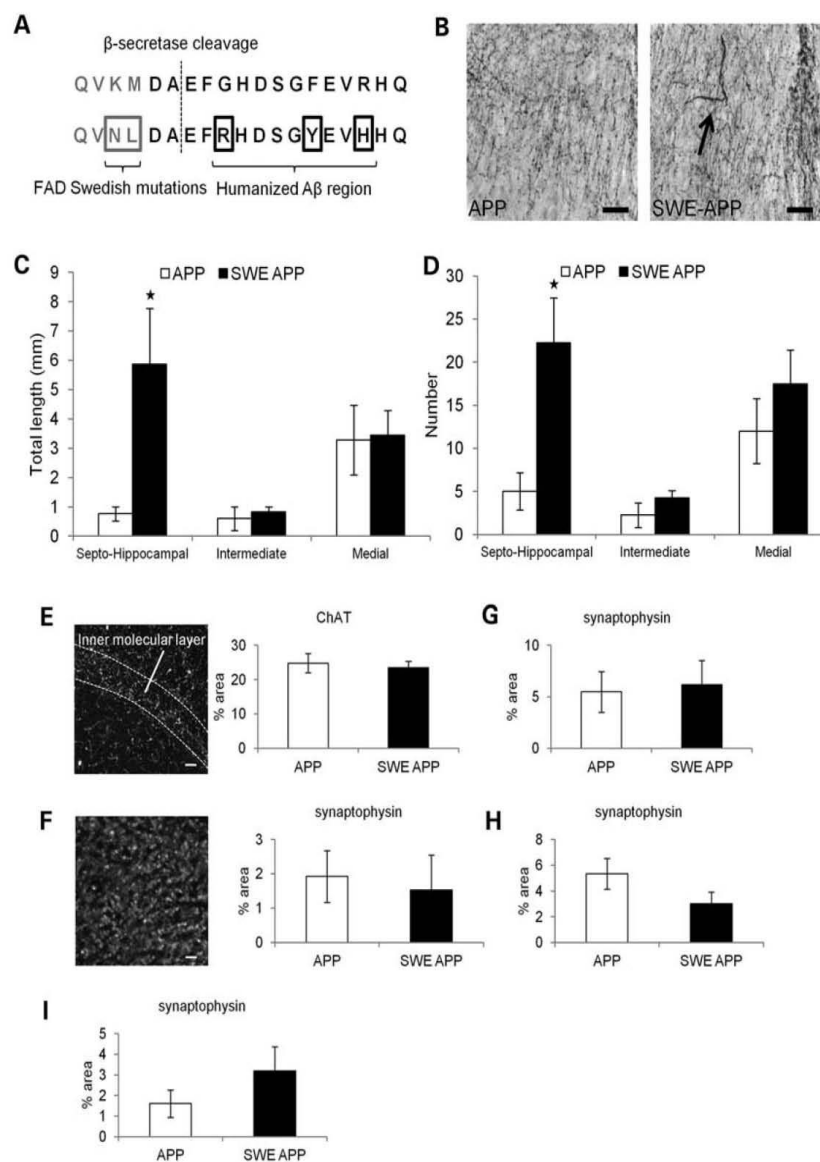 A
β-secretase cleavage
Q V K M D A E F G H D S G F E V R H Q
Q V N L D A E F R H D S G Y E V H H Q
FAD Swedish mutations
Humanized Aβ region
B
APP
SWE-APP
C
APP
SWE APP
Total length (mm)
9
8
7
6
5
4
3
2
1
0
Septo-Hippocampal
Intermediate
Medial
D
APP
SWE APP
Number
30
25
20
15
10
5
0
Septo-Hippocampal
Intermediate
Medial
E
Inner molecular layer
ChAT
% area
30
20
10
0
APP
SWE APP
G
synaptophysin
% area
10
5
0
APP
SWE APP
F
synaptophysin
% area
3
2
1
0
APP
SWE APP
H
synaptophysin
% area
8
6
4
2
0
APP
SWE APP
I
synaptophysin
% area
5
4
3
2
1
0
APP
SWE APP